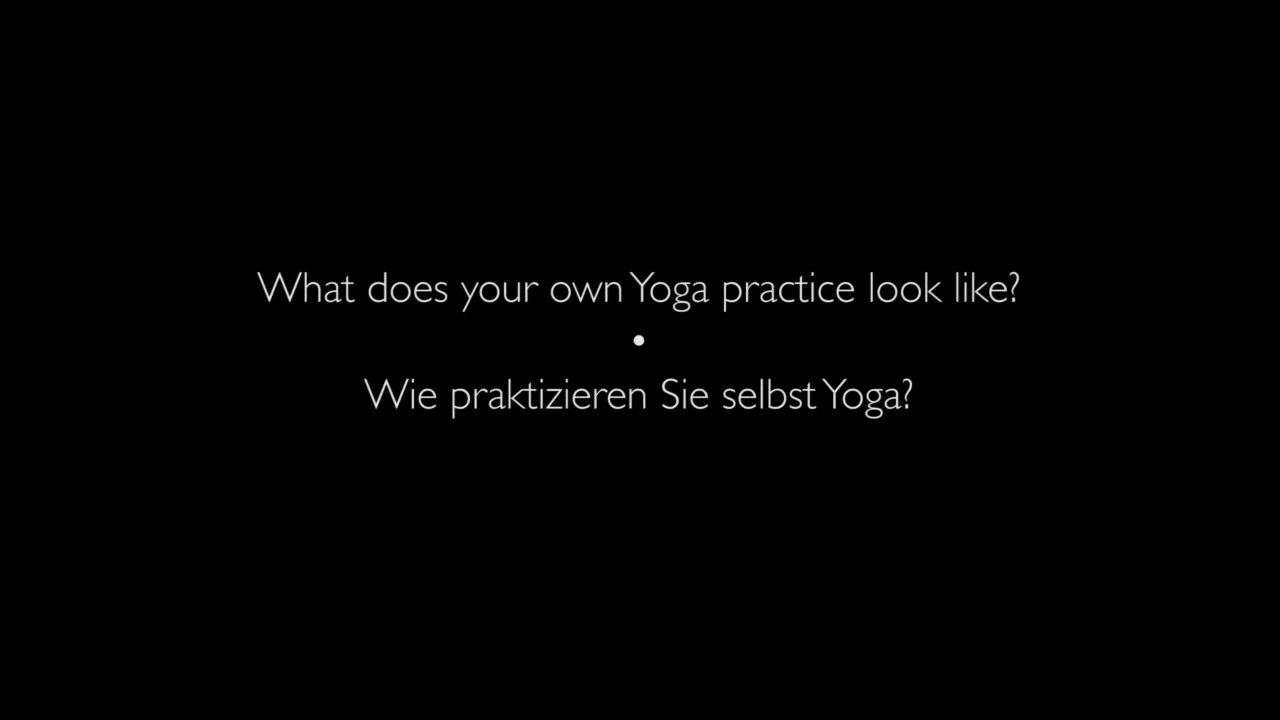 What does your own Yoga practice look like?
•
Wie praktizieren Sie selbst Yoga?